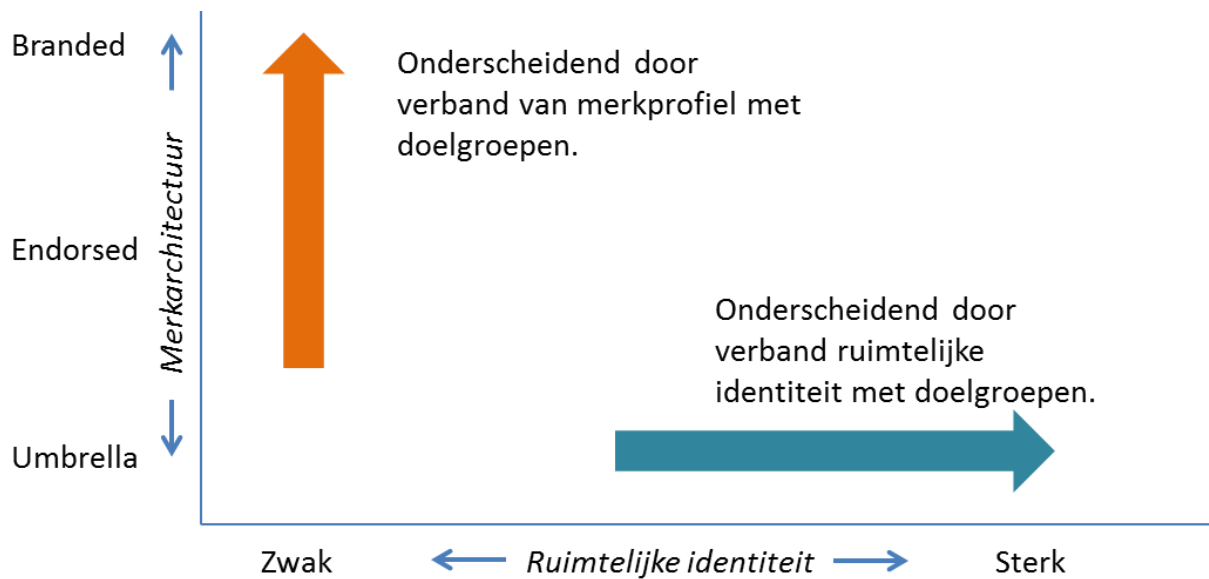 Branded
Onderscheidend door
verband van merkprofiel met
doelgroepen.
Merkarchitectuur
Endorsed
Onderscheidend door
verband ruimtelijke
identiteit met doelgroepen.
Umbrella
Zwak
Ruimtelijke identiteit
Sterk